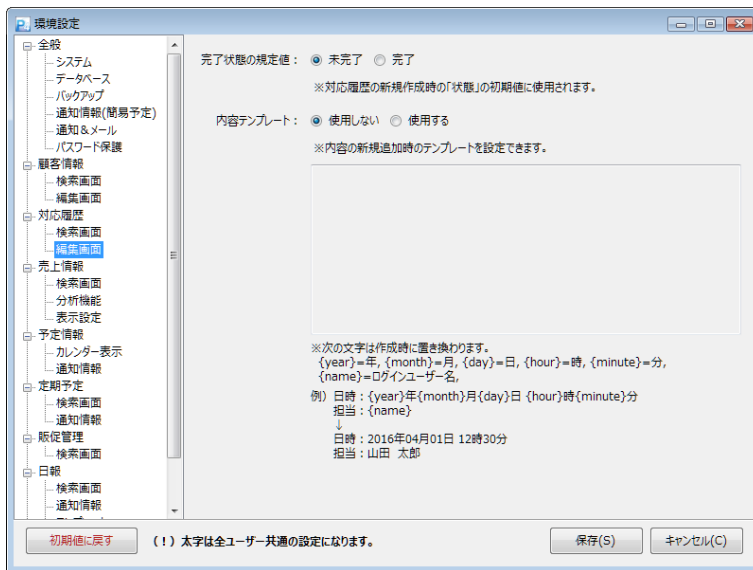 環境設定
全般
システム
データベース
バックアップ
通知情報(簡易予定)
通知&メール
パスワード保護
顧客情報
検索画面
編集画面
対応履歴
検索画面
編集画面
売上情報
検索画面
分析機能
表示設定
予定情報
カレンダー表示
通知情報
定期予定
検索画面
通知情報
販促管理
検索画面
日報
検索画面
通知情報
完了状態の規定値： 未完了 完了
※対応履歴の新規作成時の「状態」の初期値に使用されます。
内容テンプレート： 使用しない 使用する
※内容の新規追加時のテンプレートを設定できます。
※次の文字は作成時に置き換わります。
{year}=年, {month}=月, {day}=日, {hour}=時, {minute}=分,
{name}=ログインユーザー名,
例）日時：{year}年{month}月{day}日 {hour}時{minute}分
担当：{name}
↓
日時：2016年04月01日 12時30分
担当：山田 太郎
初期値に戻す （！）太字は全ユーザー共通の設定になります。 保存(S) キャンセル(C)